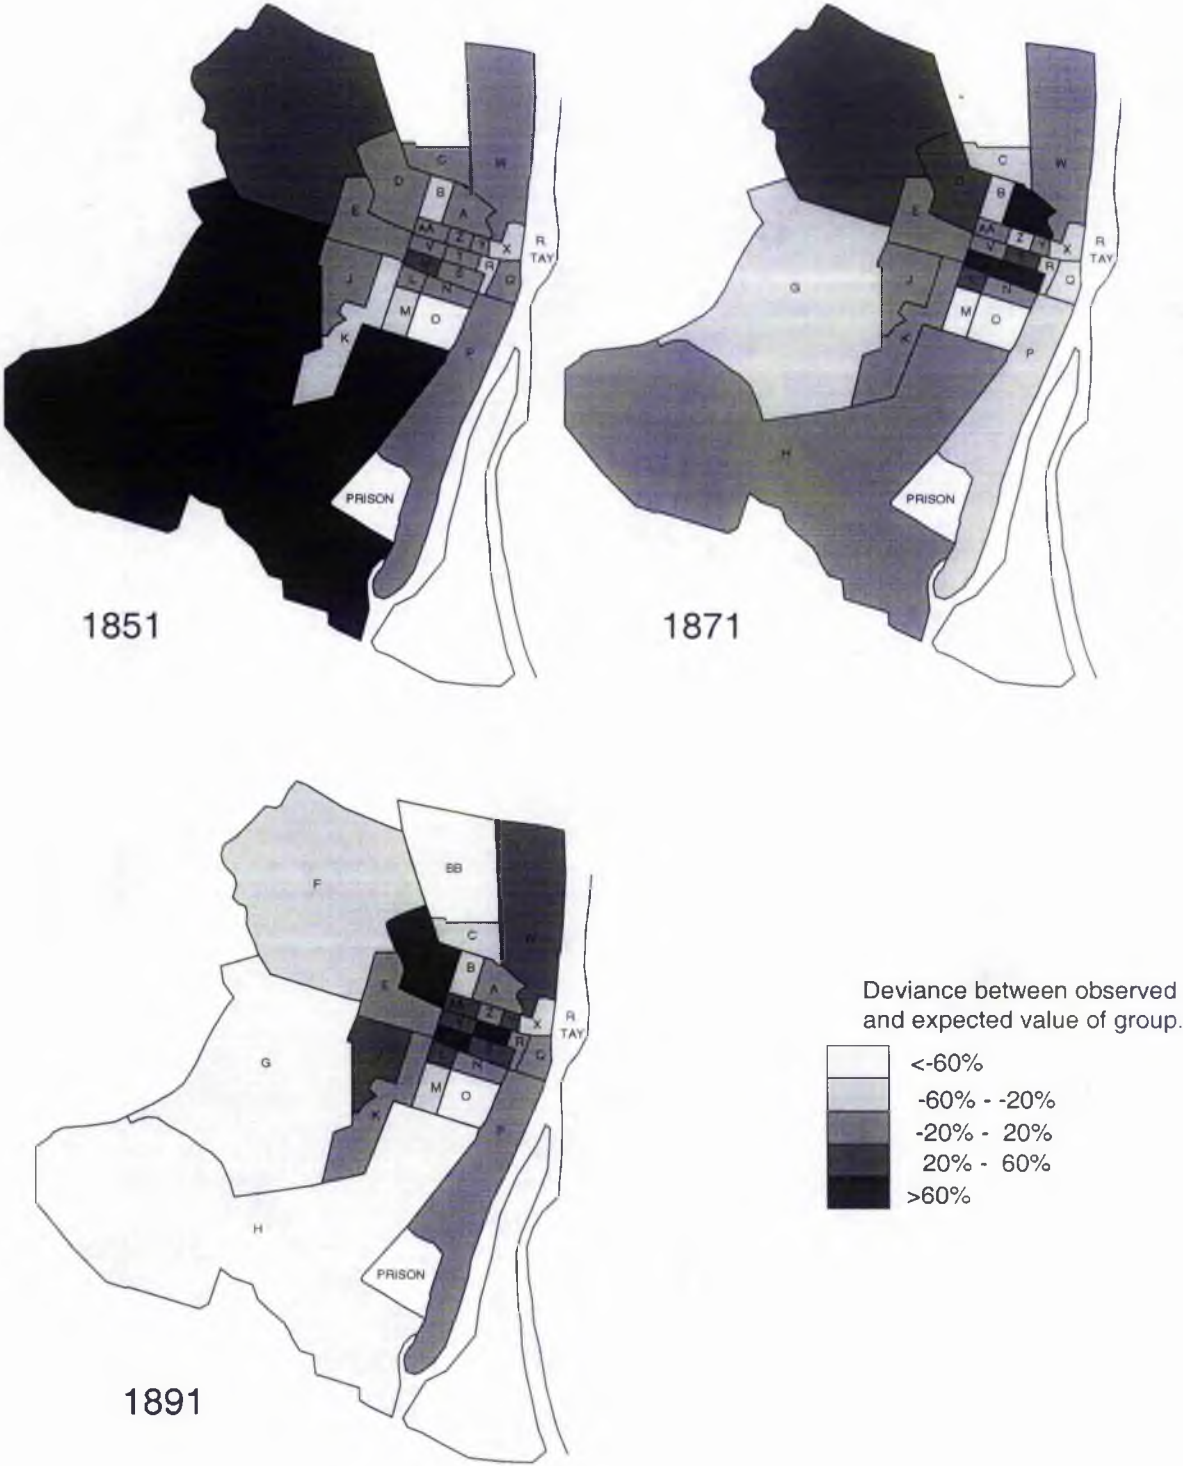 C
W
D
B
E
A
AA
Z
Y
X
V
T
R
R.
TAY
S
Q
J
L
N
M
O
K
P
PRISON
1851
C
W
D
B
E
AA
Z
Y
X
V
R
R.
TAY
G
J
Q
N
M
O
K
P
H
PRISON
1871
BB
F
C
W
B
E
A
AA
Z
X
R.
TAY
R
Q
G
J
L
N
M
O
K
P
H
PRISON
1891
Deviance between observed
and expected value of group.
<-60%
-60% - -20%
-20% - 20%
20% - 60%
>60%